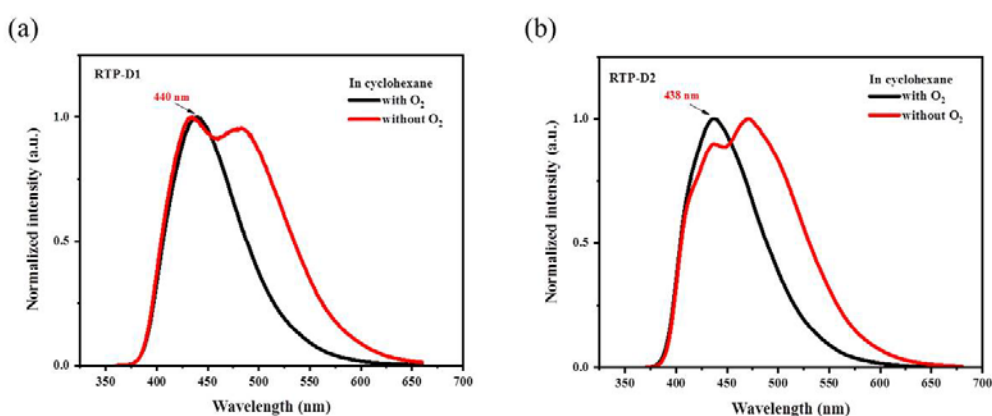 (a)
RTP-D1
In cyclohexane
with O₂
without O₂
440 nm
1.0
0.5
0.0
Normalized intensity (a.u.)
350 400 450 500 550 600 650 700
Wavelength (nm)
(b)
RTP-D2
In cyclohexane
with O₂
without O₂
438 nm
1.0
0.5
0.0
Normalized intensity (a.u.)
350 400 450 500 550 600 650 700
Wavelength (nm)